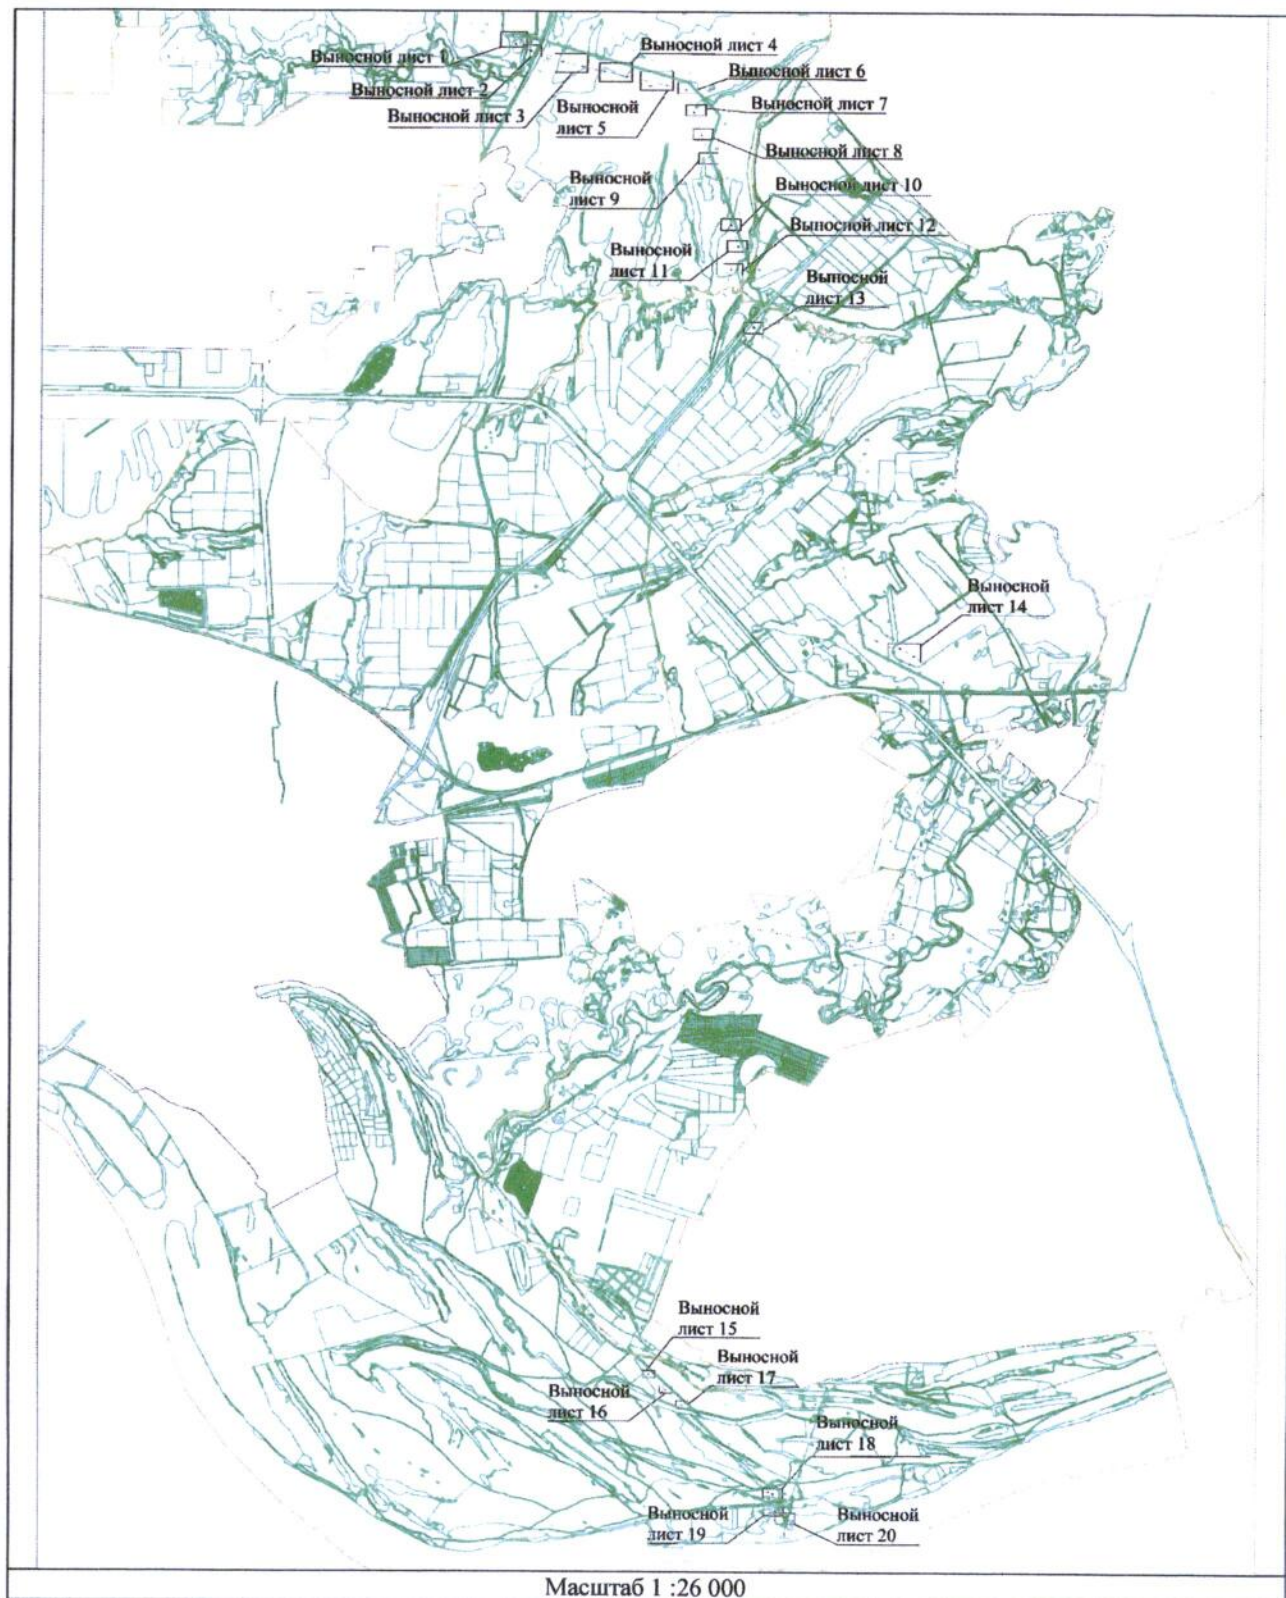 Выносной лист 1
Выносной лист 2
Выносной лист 3
Выносной лист 4
Выносной
лист 5
Выносной лист 6
Выносной лист 7
Выносной лист 8
Выносной
лист 9
Выносной лист 10
Выносной
лист 11
Выносной лист 12
Выносной
лист 13
Выносной
лист 14
Выносной
лист 15
Выносной
лист 16
Выносной
лист 17
Выносной
лист 18
Выносной
лист 19
Выносной
лист 20
Масштаб 1 :26 000